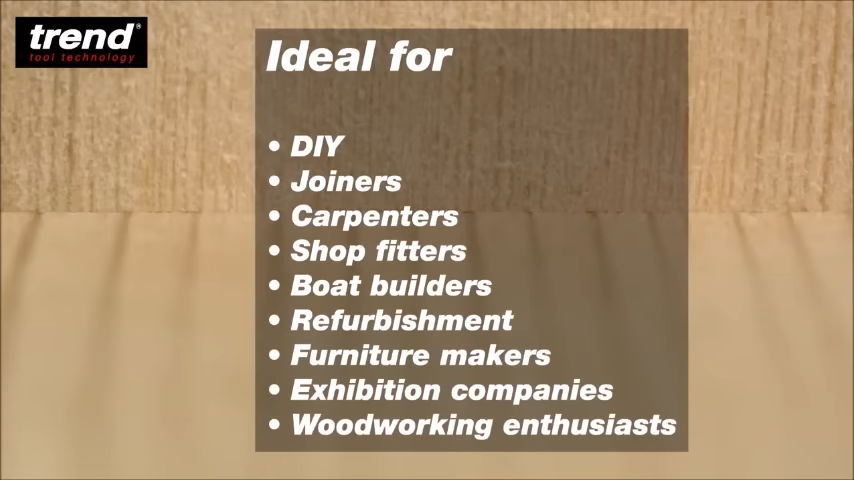 trend®
tool technology
Ideal for
• DIY
• Joiners
• Carpenters
• Shop fitters
• Boat builders
• Refurbishment
• Furniture makers
• Exhibition companies
• Woodworking enthusiasts